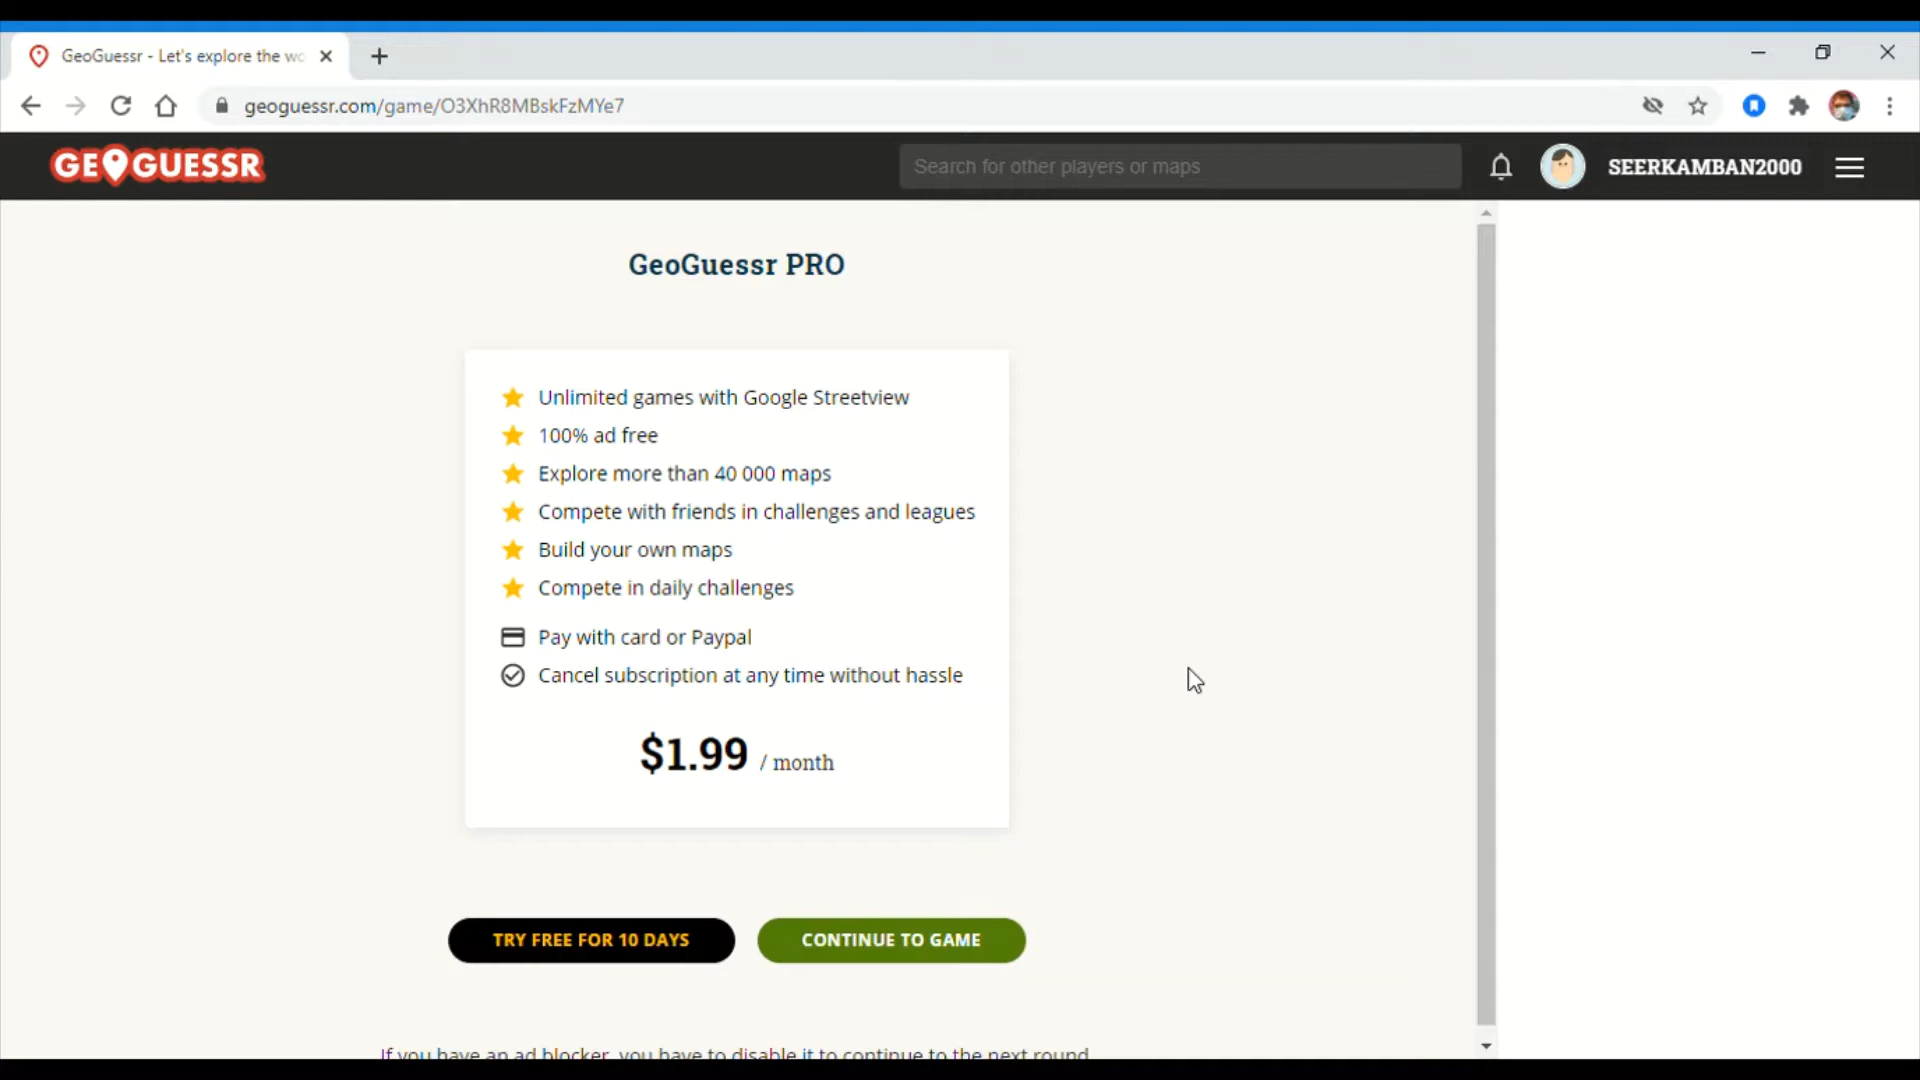 GeoGuessr - Let's explore the wo
geoguessr.com/game/O3XhR8MBskFzMYe7
GEOGUESSR
Search for other players or maps
SEERKAMBAN2000
GeoGuessr PRO
Unlimited games with Google Streetview
100% ad free
Explore more than 40 000 maps
Compete with friends in challenges and leagues
Build your own maps
Compete in daily challenges
Pay with card or Paypal
Cancel subscription at any time without hassle
$1.99 / month
TRY FREE FOR 10 DAYS
CONTINUE TO GAME
If you have an ad blocker, you have to disable it to continue to the next round